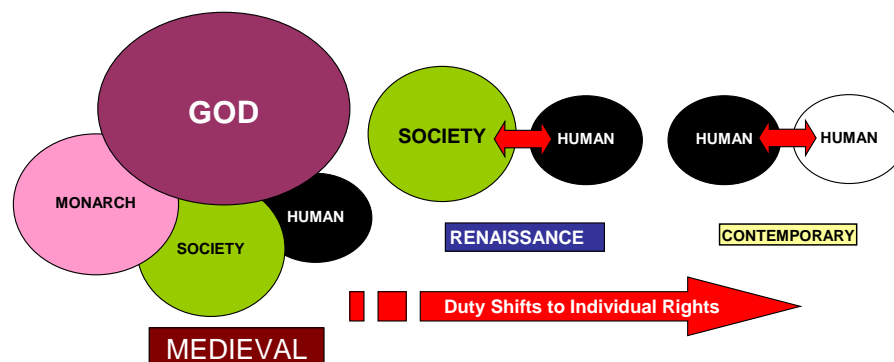 GOD
MONARCH
SOCIETY
HUMAN
MEDIEVAL
SOCIETY
HUMAN
RENAISSANCE
HUMAN
HUMAN
CONTEMPORARY
Duty Shifts to Individual Rights